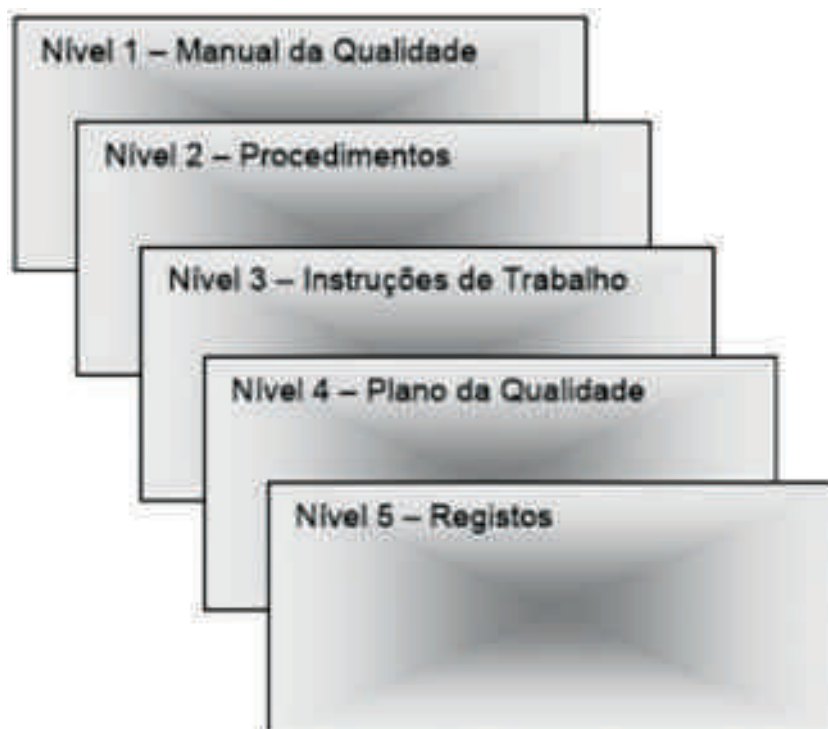 Nível 1 – Manual da Qualidade
Nível 2 – Procedimentos
Nível 3 – Instruções de Trabalho
Nível 4 – Plano da Qualidade
Nível 5 – Registos